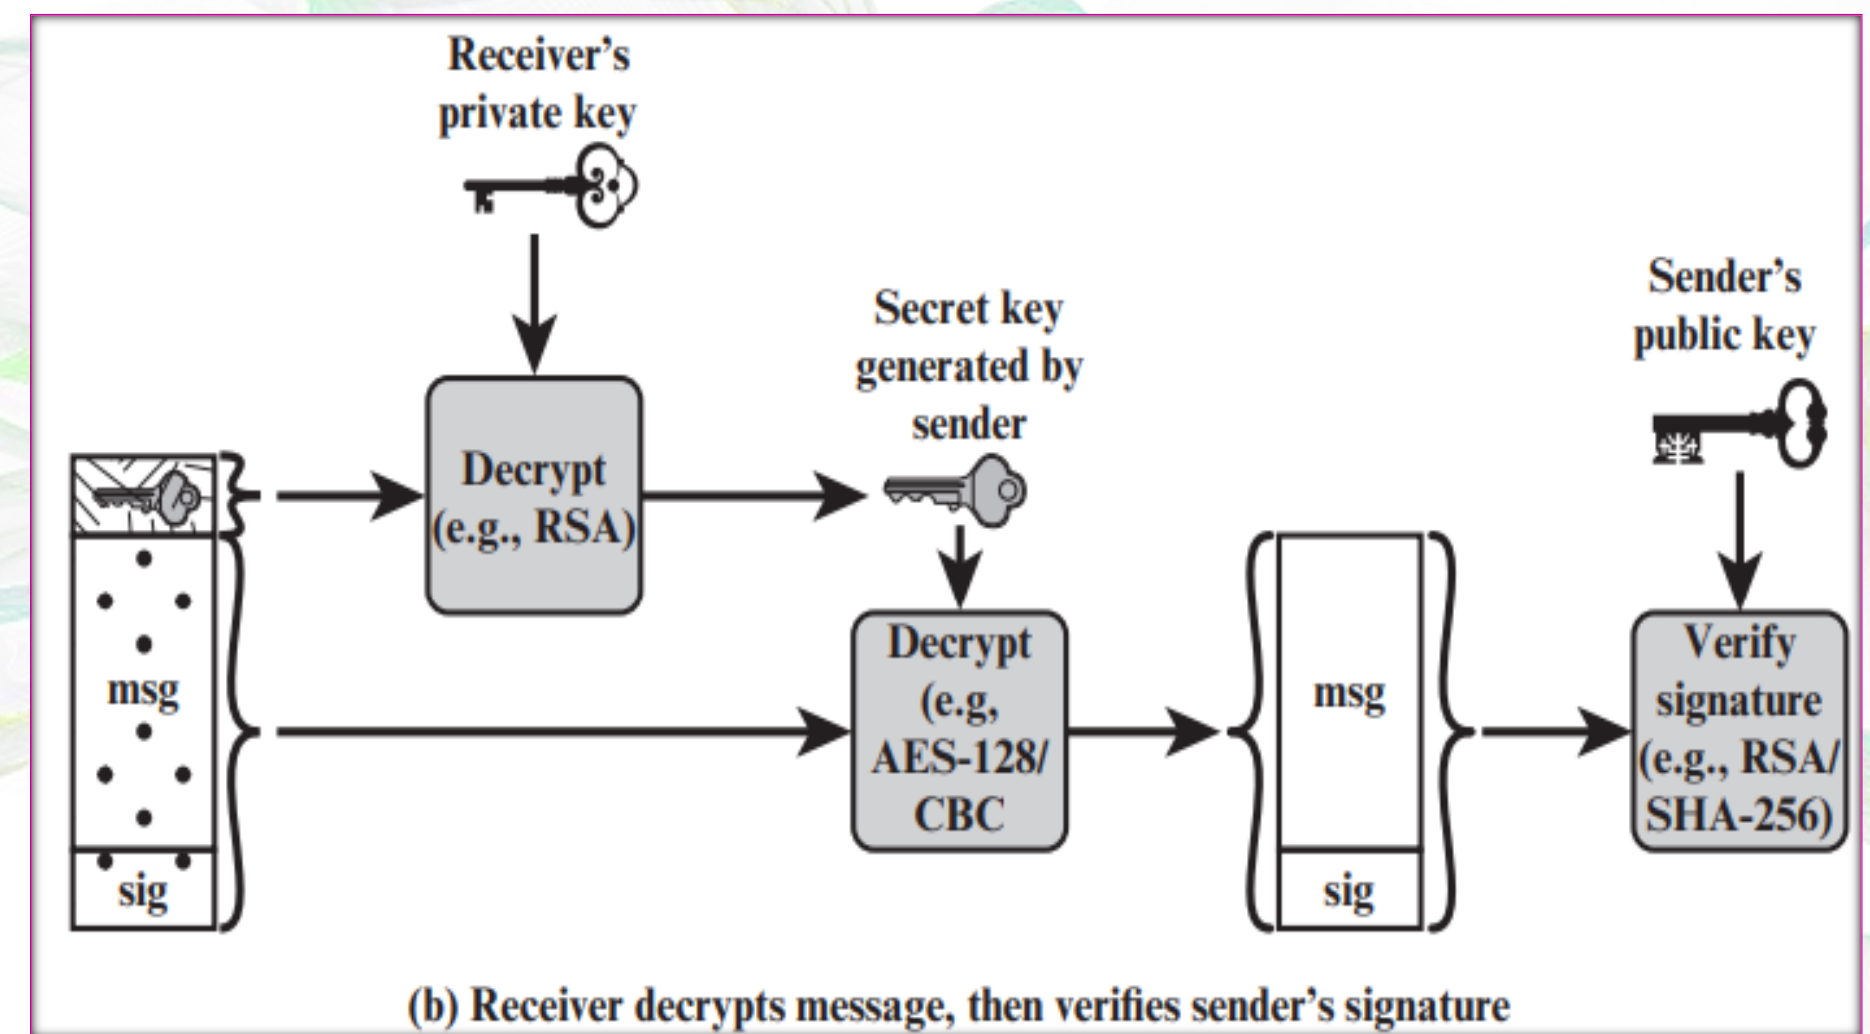 Receiver's
private key
Secret key
generated by
sender
Sender's
public key
Decrypt
(e.g., RSA)
msg
sig
Decrypt
(e.g,
AES-128/
CBC
msg
sig
Verify
signature
(e.g., RSA/
SHA-256)
(b) Receiver decrypts message, then verifies sender's signature